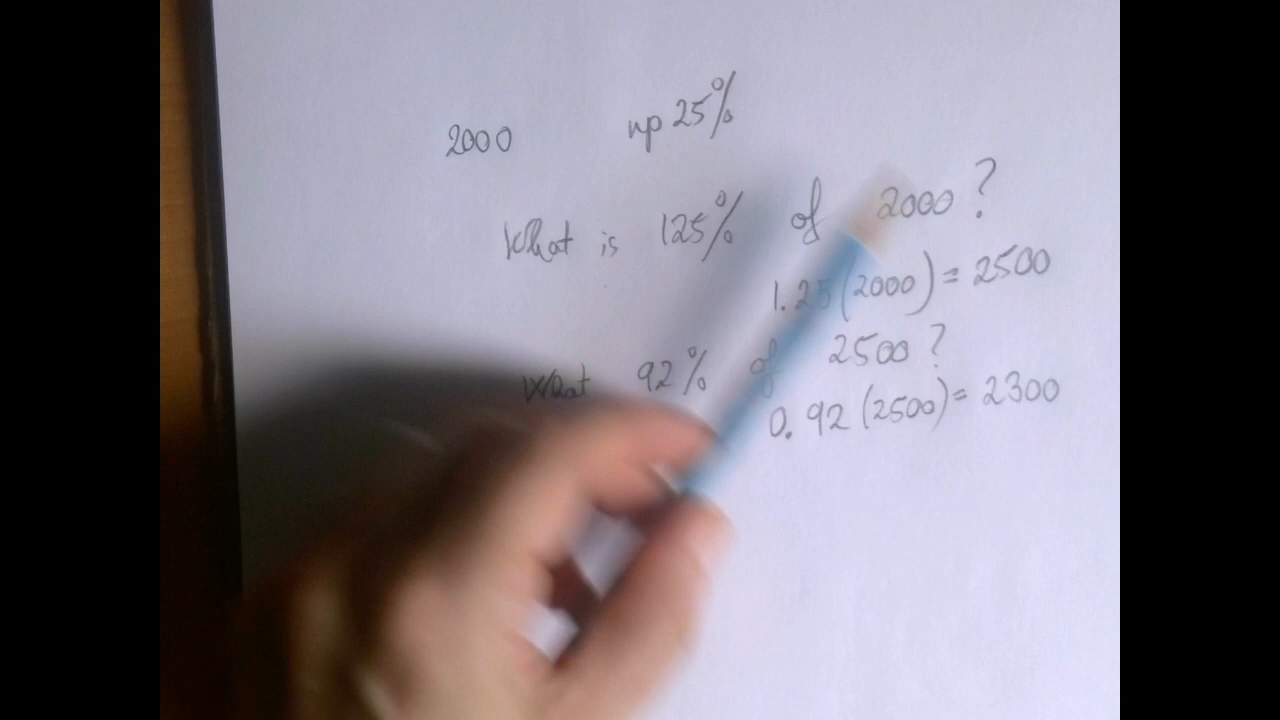 2000 up 25%
What is 125% of 2000?
1.25(2000) = 2500
What 92% of 2500?
0.92(2500) = 2300